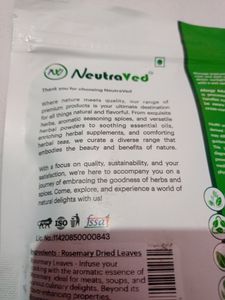 NeutraVed
Thank you for choosing NeutraVed
Where nature meets quality, our range of
premium products is your ultimate destination
for all things natural and flavorful. From exquisite
herbs, aromatic seasoning spices, and versatile
herbal powders to soothing essential oils,
enriching herbal supplements, and comforting
herbal teas, we curate a diverse range that
embodies the beauty and benefits of nature.
With a focus on quality, sustainability, and your
satisfaction, we're here to accompany you on a
journey of embracing the goodness of herbs and
spices. Come, explore, and experience a world of
natural delights with us!
ISO
fssai
Lic. No.:11420850000843
: Rosemary Dried Leaves
Leaves - Infuse your
with the aromatic essence of
ideal for meats, soups, and
culinary delights. Beyond its
enhancing properties,